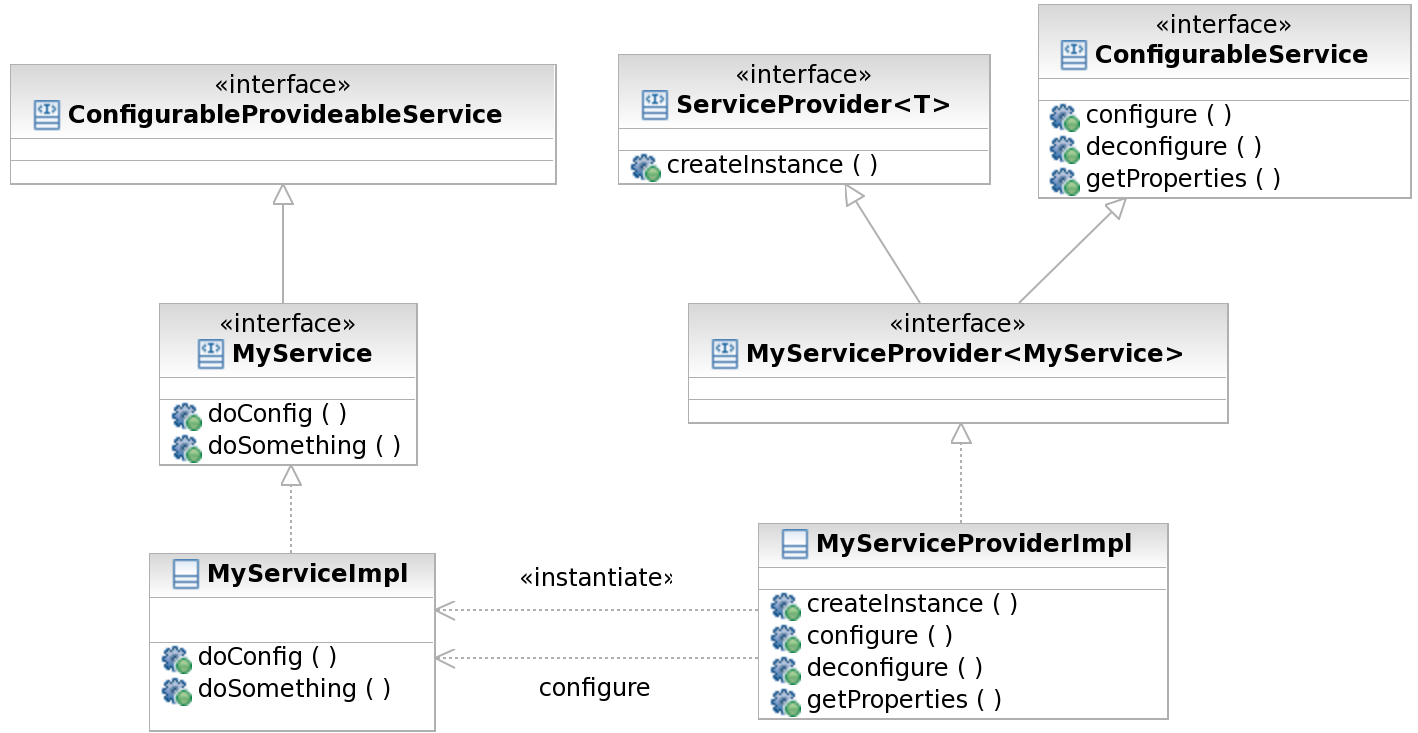 «interface»
ConfigurableProvideableService
«interface»
ServiceProvider<T>
createInstance ( )
«interface»
ConfigurableService
configure ( )
deconfigure ( )
getProperties ( )
«interface»
MyService
doConfig ( )
doSomething ( )
«interface»
MyServiceProvider<MyService>
MyServiceImpl
doConfig ( )
doSomething ( )
«instantiate»
configure
MyServiceProviderImpl
createInstance ( )
configure ( )
deconfigure ( )
getProperties ( )